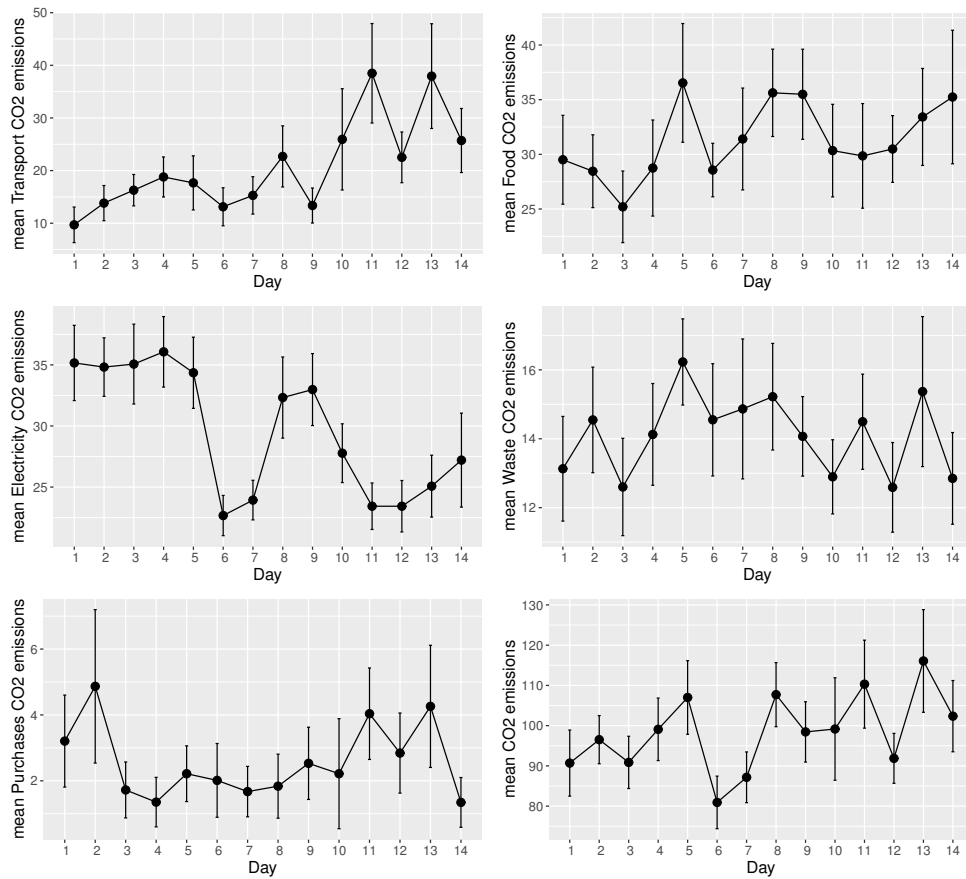 mean Transport CO2 emissions
50
40
30
20
10
1 2 3 4 5 6 7 8 9 10 11 12 13 14
Day
mean Food CO2 emissions
40
35
30
25
1 2 3 4 5 6 7 8 9 10 11 12 13 14
Day
mean Electricity CO2 emissions
35
30
25
1 2 3 4 5 6 7 8 9 10 11 12 13 14
Day
mean Waste CO2 emissions
16
14
12
1 2 3 4 5 6 7 8 9 10 11 12 13 14
Day
mean Purchases CO2 emissions
6
4
2
1 2 3 4 5 6 7 8 9 10 11 12 13 14
Day
mean CO2 emissions
130
120
110
100
90
80
1 2 3 4 5 6 7 8 9 10 11 12 13 14
Day